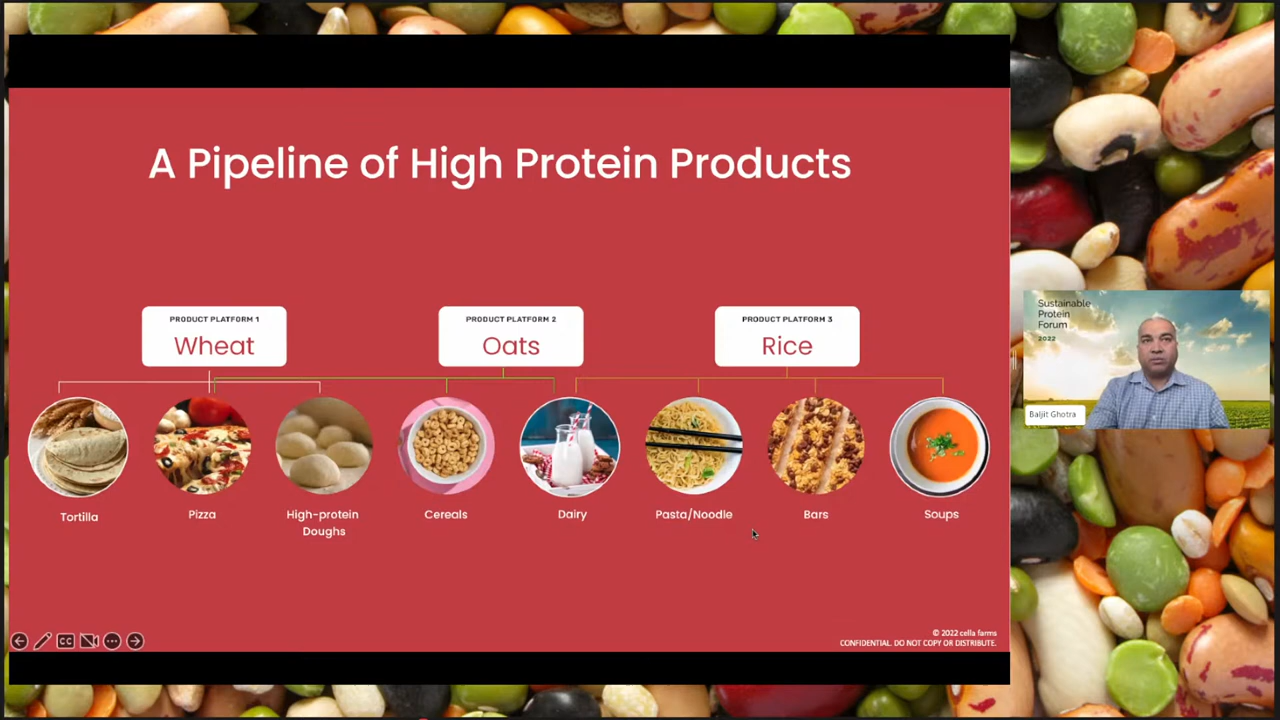 A Pipeline of High Protein Products
PRODUCT PLATFORM 1
Wheat
PRODUCT PLATFORM 2
Oats
PRODUCT PLATFORM 3
Rice
Tortilla
Pizza
High-protein
Doughs
Cereals
Dairy
Pasta/Noodle
Bars
Soups
CC
© 2022 cella farms
CONFIDENTIAL. DO NOT COPY OR DISTRIBUTE.
Sustainable
Protein
Forum
2022
Baljit Ghotra